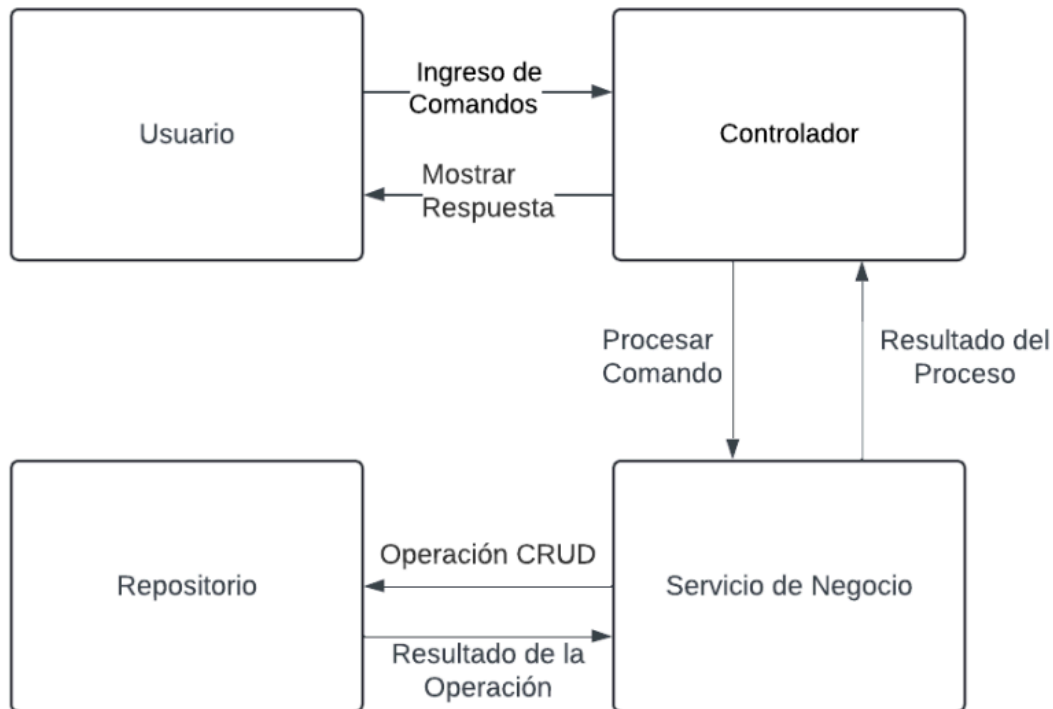 Usuario
Ingreso de
Comandos
Controlador
Mostrar
Respuesta
Procesar
Comando
Resultado del
Proceso
Repositorio
Operación CRUD
Servicio de Negocio
Resultado de la
Operación